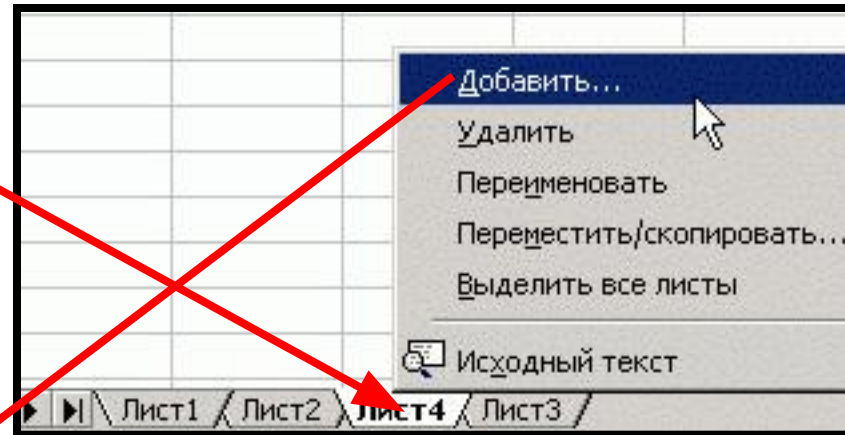 Добавить...
Удалить
Переименовать
Переместить/скопировать...
Выделить все листы
Исходный текст
Лист1 Лист2 Лист4 Лист3